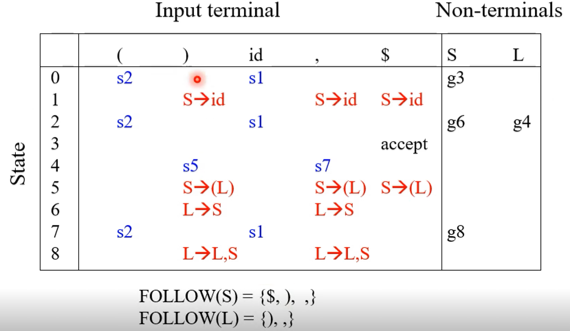 Input terminal Non-terminals
( ) id , $ S L
0 s2 s1 g3
1 S→id S→id S→id
2 s2 s1 g6 g4
3 accept
4 s5 s7
5 S→(L) S→(L) S→(L)
6 L→S L→S
7 s2 s1 g8
8 L→L,S L→L,S
State
FOLLOW(S) = {$, ), ,}
FOLLOW(L) = {), ,}